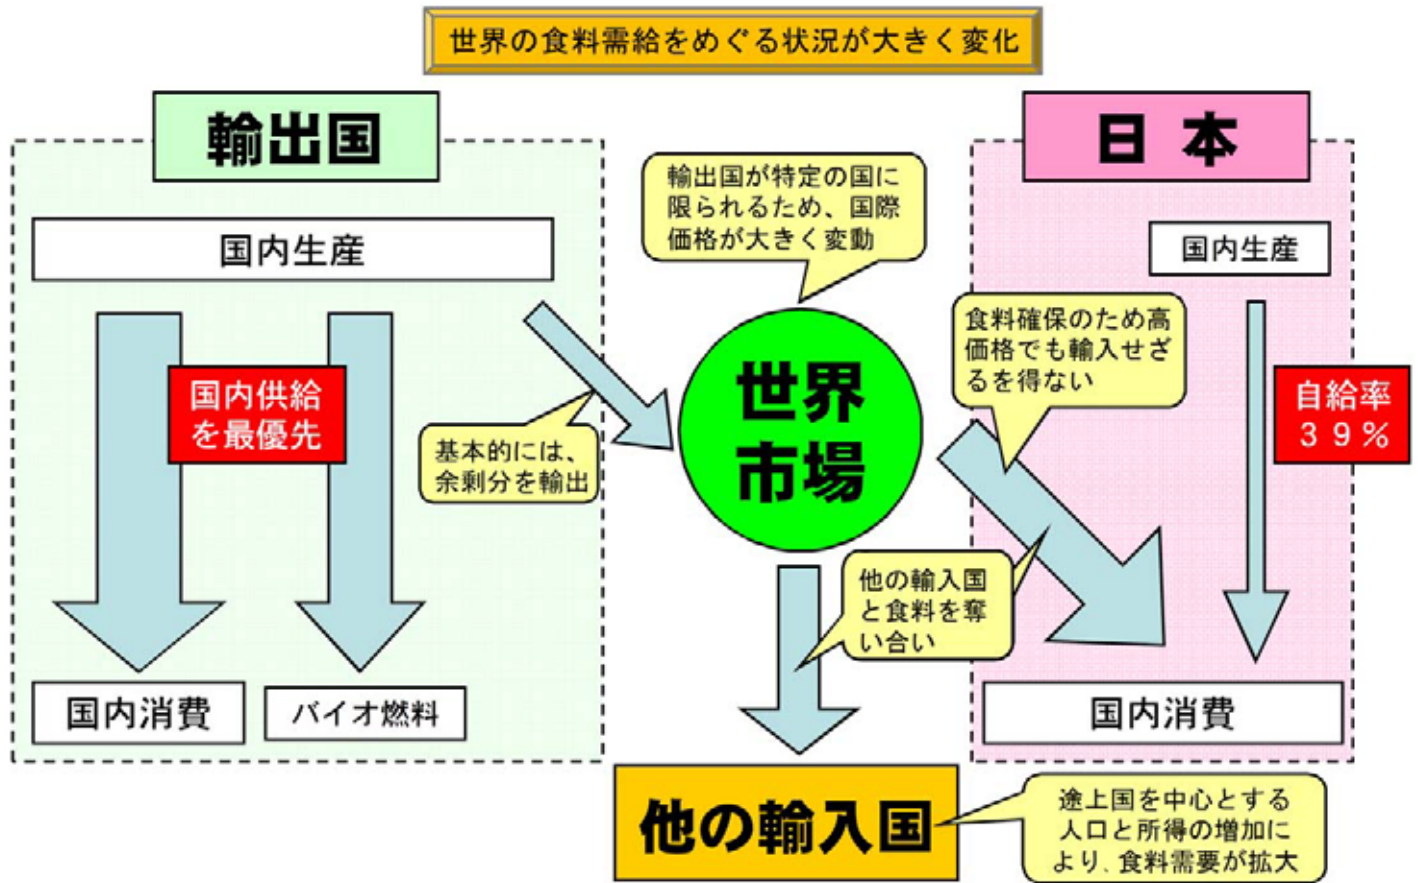 世界の食料需給をめぐる状況が大きく変化
輸出国
国内生産
国内供給
を最優先
基本的には、
余剰分を輸出
国内消費
バイオ燃料
輸出国が特定の国に
限られるため、国際
価格が大きく変動
世界
市場
他の輸入国
と食料を奪
い合い
他の輸入国
途上国を中心とする
人口と所得の増加に
より、食料需要が拡大
日本
国内生産
食料確保のため高
価格でも輸入せざ
るを得ない
自給率
39%
国内消費